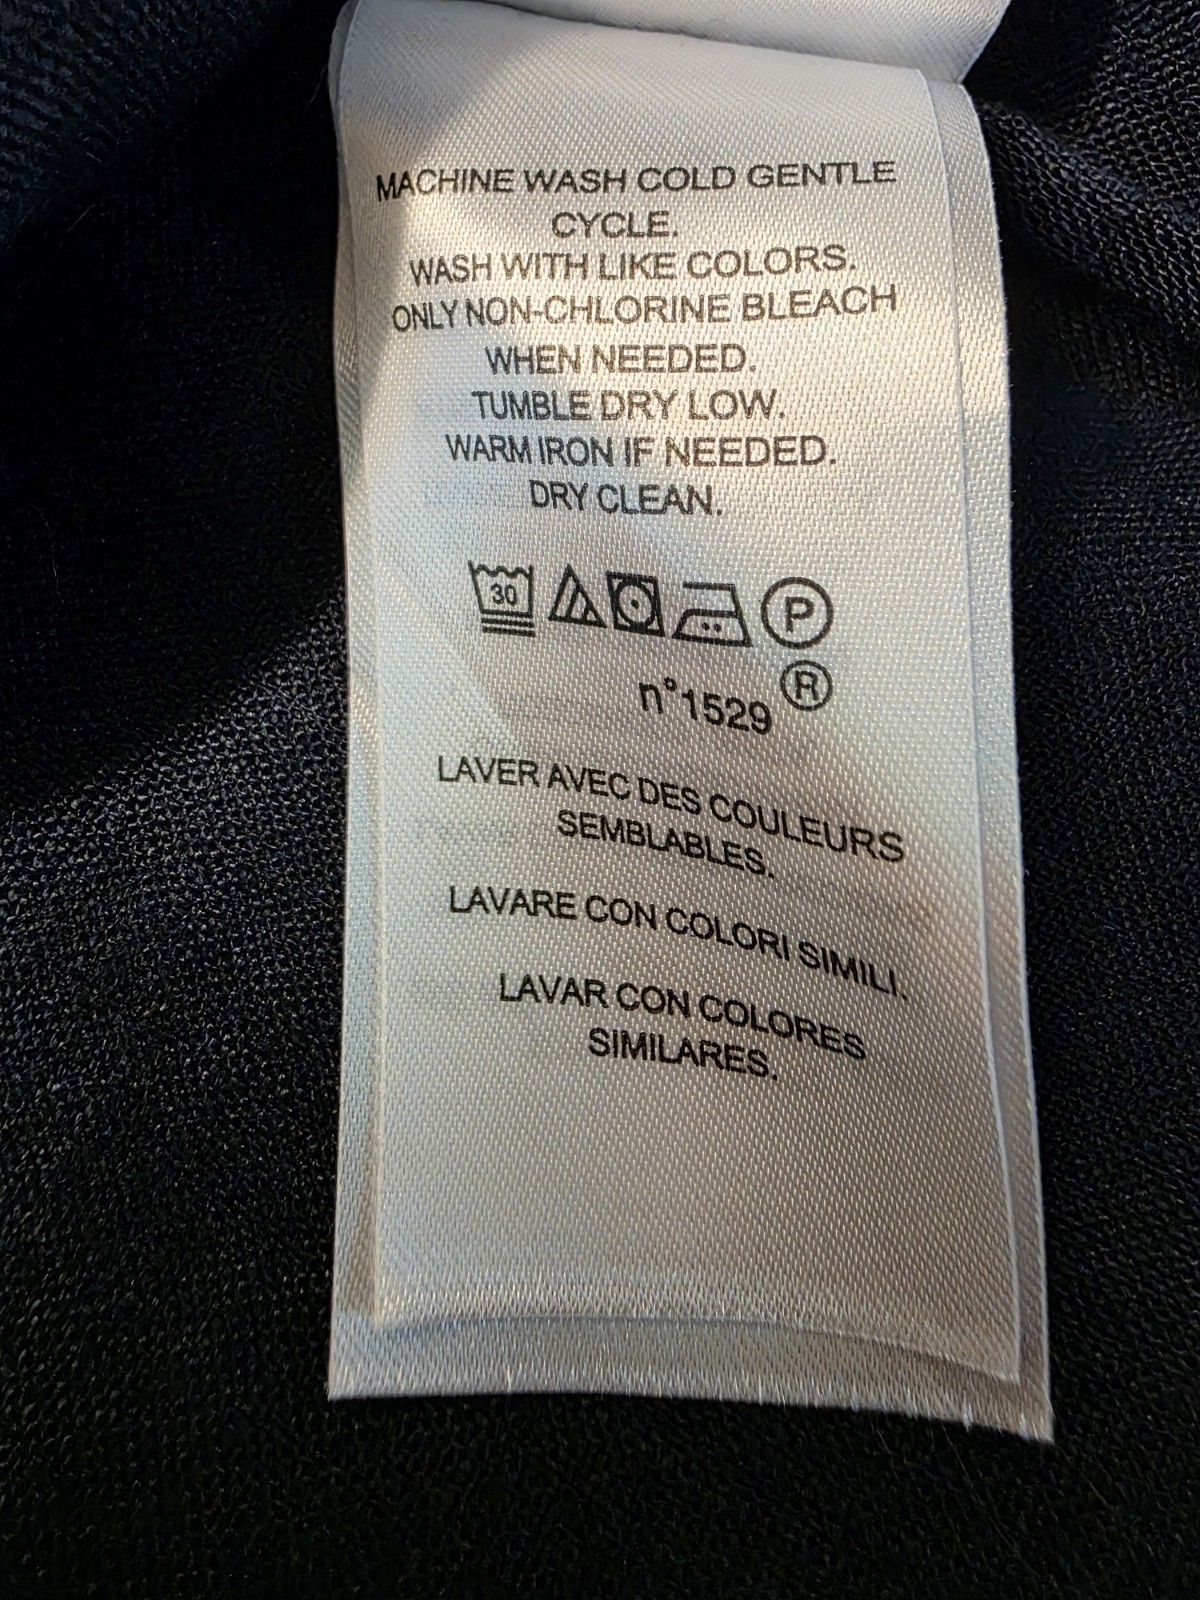 MACHINE WASH COLD GENTLE
CYCLE.
WASH WITH LIKE COLORS.
ONLY NON-CHLORINE BLEACH
WHEN NEEDED.
TUMBLE DRY LOW.
WARM IRON IF NEEDED.
DRY CLEAN.
30 P
n°1529 ®
LAVER AVEC DES COULEURS
SEMBLABLES.
LAVARE CON COLORI SIMILI.
LAVAR CON COLORES
SIMILARES.